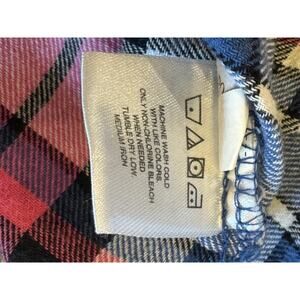 MACHINE WASH COLD
WITH LIKE COLORS.
ONLY NON-CHLORINE BLEACH
WHEN NEEDED
TUMBLE DRY LOW.
MEDIUM IRON